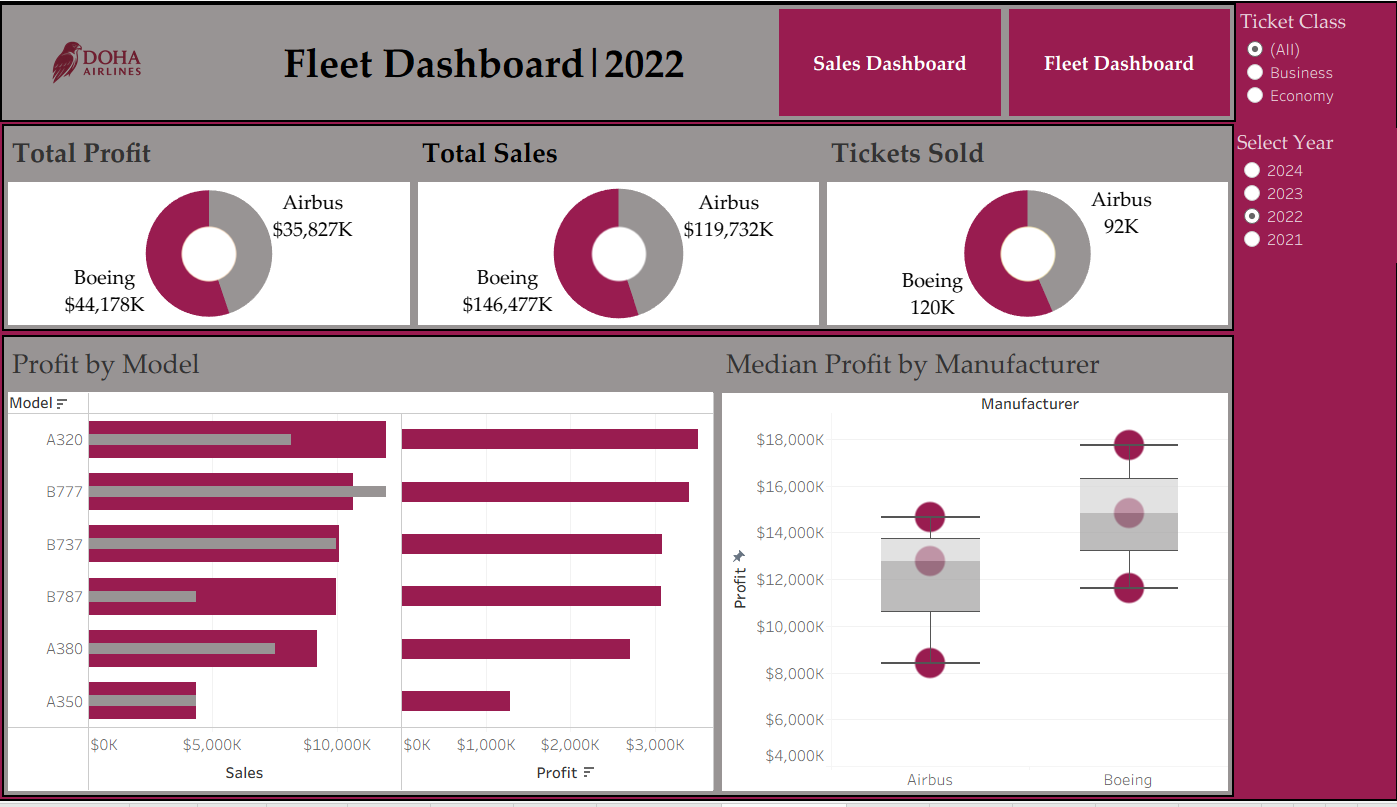 DOHA
AIRLINES
Fleet Dashboard|2022
Sales Dashboard
Fleet Dashboard
Ticket Class
(All)
Business
Economy
Select Year
2024
2023
2022
2021
Total Profit
Airbus
$35,827K
Boeing
$44,178K
Total Sales
Airbus
$119,732K
Boeing
$146,477K
Tickets Sold
Airbus
92K
Boeing
120K
Profit by Model
Model
A320
B777
B737
B787
A380
A350
$0K $5,000K $10,000K
Sales
$0K $1,000K $2,000K $3,000K
Profit
Median Profit by Manufacturer
Manufacturer
Profit
$18,000K
$16,000K
$14,000K
$12,000K
$10,000K
$8,000K
$6,000K
$4,000K
Airbus Boeing